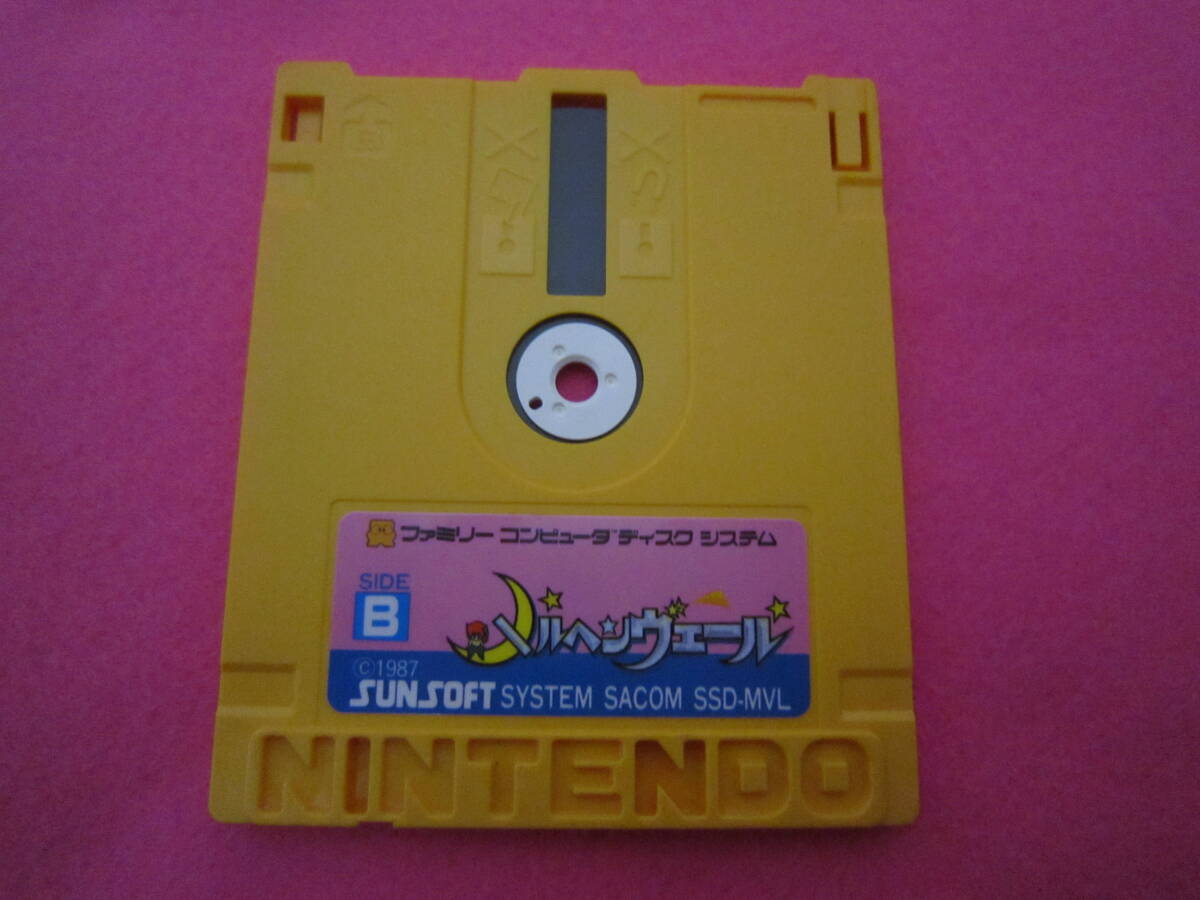 ファミリー コンピュータ ディスク システム
SIDE
B
メルヘンヴェール
©1987
SUNSOFT SYSTEM SACOM SSD-MVL
NINTENDO